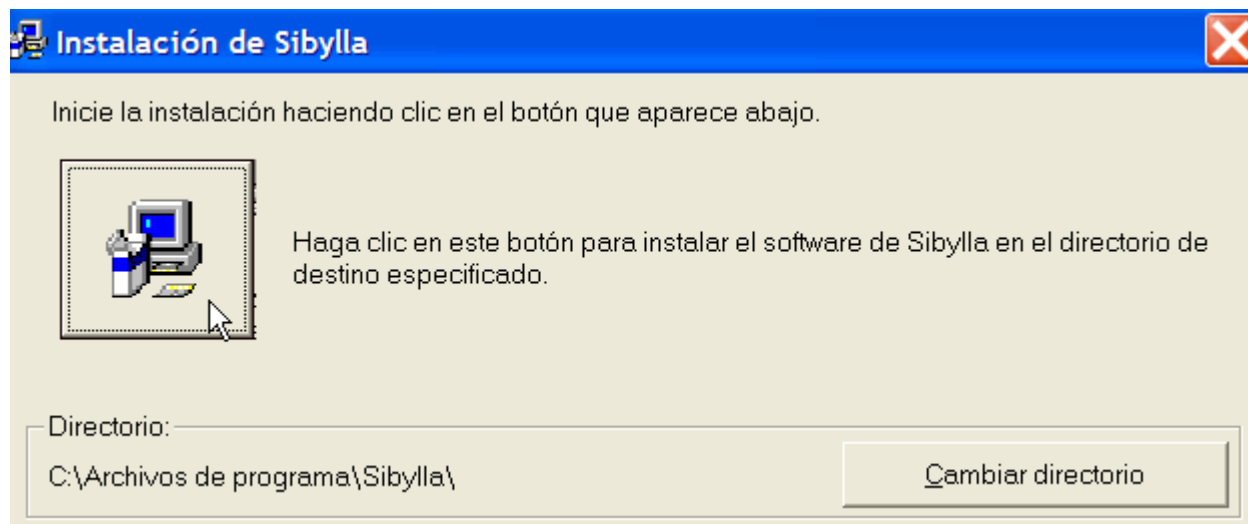 Instalación de Sibylla
Inicie la instalación haciendo clic en el botón que aparece abajo.
Haga clic en este botón para instalar el software de Sibylla en el directorio de
destino especificado.
Directorio:
C:\Archivos de programa\Sibylla\
Cambiar directorio